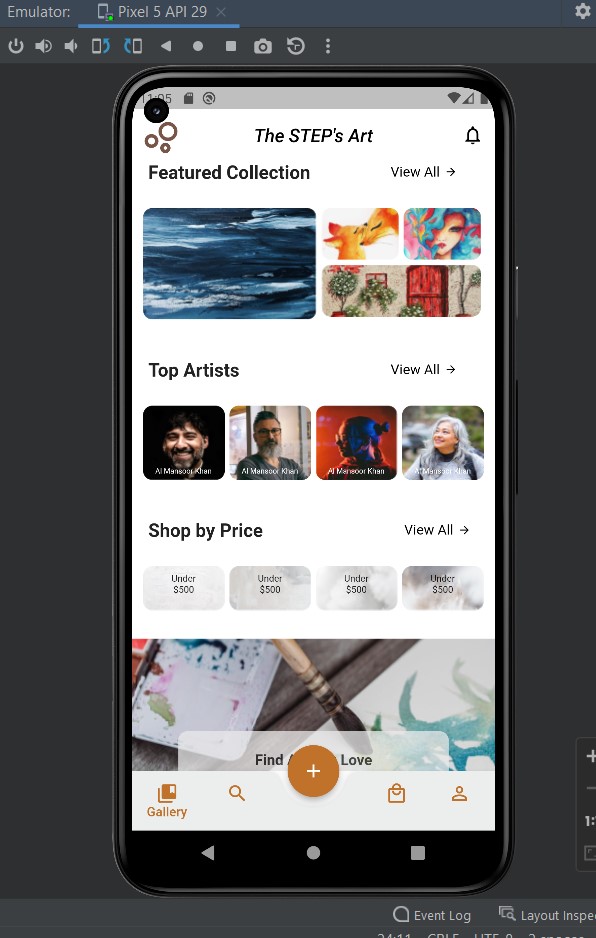 Emulator:
Pixel 5 API 29
11:05
The STEP's Art
Featured Collection
View All →
Top Artists
View All →
Al Mansoor Khan
Al Mansoor Khan
Al Mansoor Khan
Al Mansoor Khan
Shop by Price
View All →
Under
$500
Under
$500
Under
$500
Under
$500
Find
Love
+
Gallery
1:
Event Log
Layout Inspe